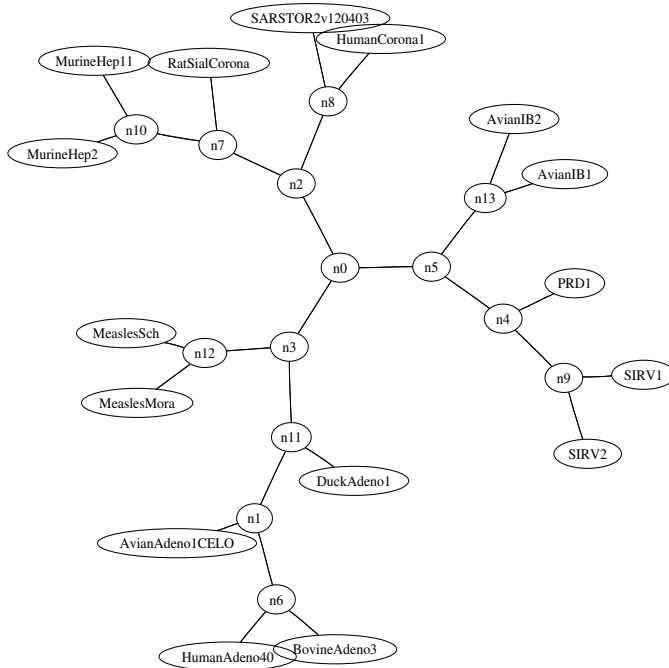 SARSTOR2v120403
HumanCorona1
MurineHep11
RatSialCorona
n8
AvianIB2
n10
n7
MurineHep2
n2
AvianIB1
n13
n0
n5
PRD1
n4
MeaslesSch
n3
n12
n9
SIRV1
MeaslesMora
n11
SIRV2
DuckAdeno1
n1
AvianAdeno1CELO
n6
HumanAdeno40
BovineAdeno3